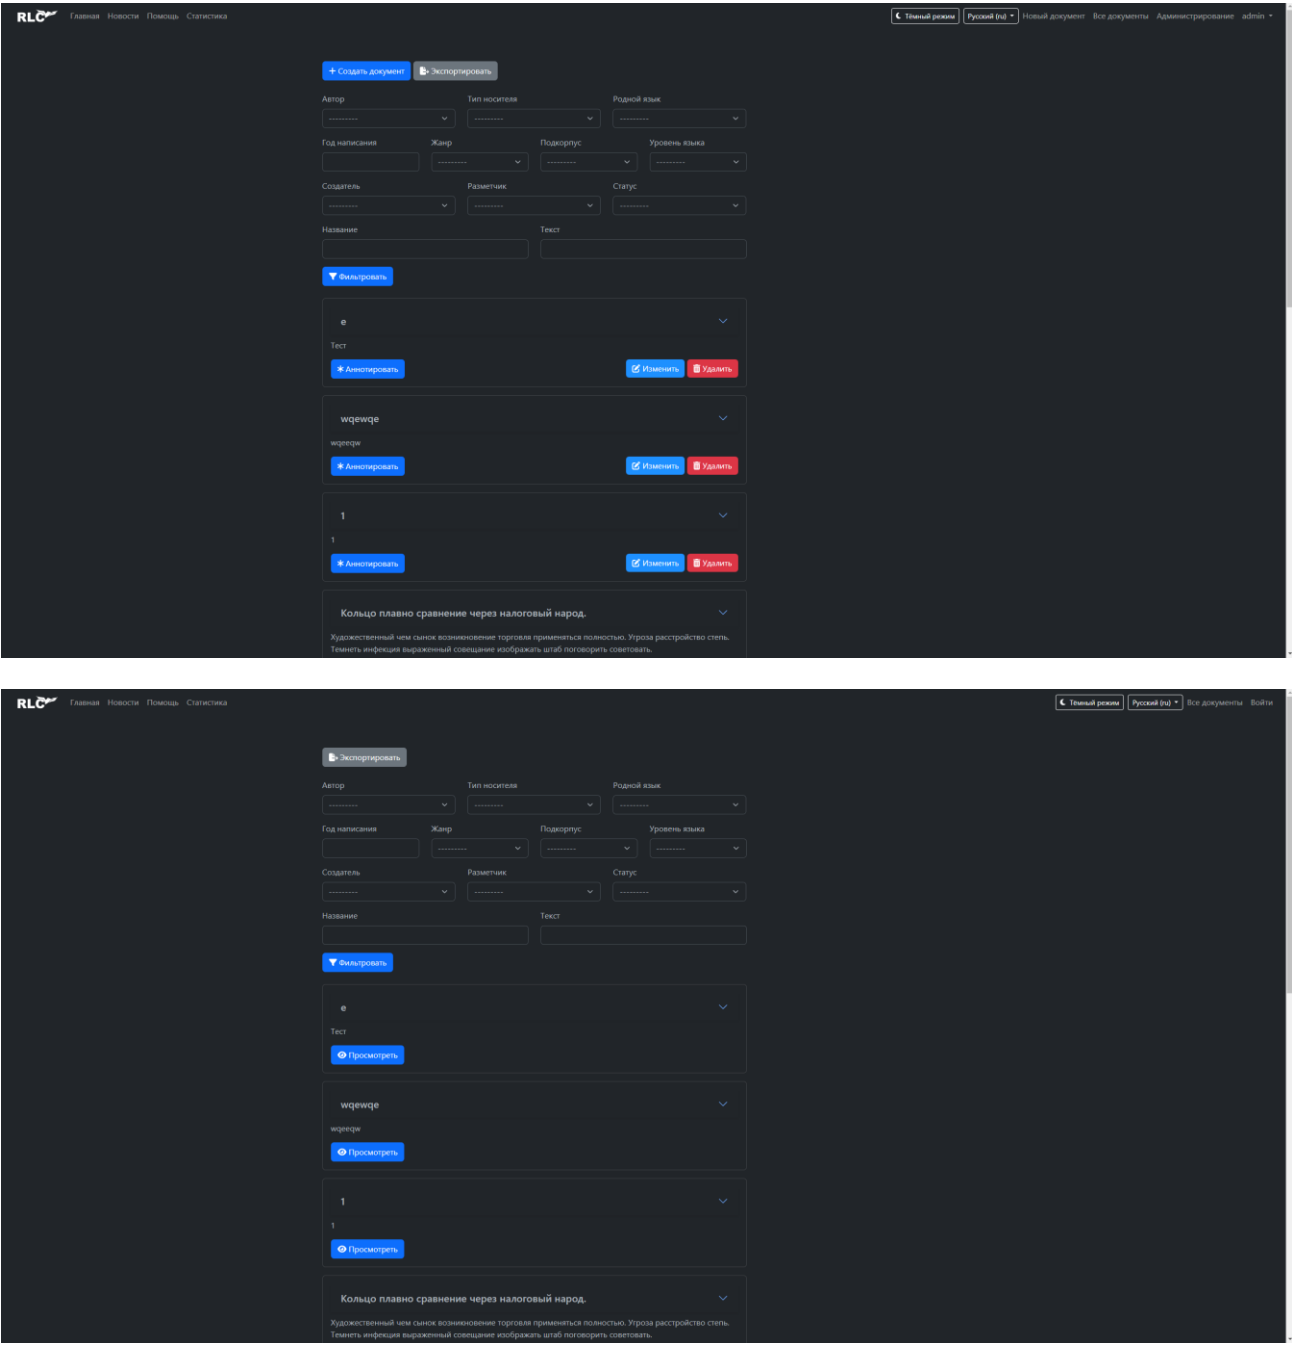 RLC Главная Новости Помощь Статистика Тёмный режим Русский (ru) Новый документ Все документы Администрирование admin
+ Создать документ Экспортировать
Автор Тип носителя Родной язык
--------- --------- ---------
Год написания Жанр Подкорпус Уровень языка
--------- --------- ---------
Создатель Разметчик Статус
--------- --------- ---------
Название Текст
Фильтровать
e
Тест
Аннотировать Изменить Удалить
wqewqe
wqeeqw
Аннотировать Изменить Удалить
1
1
Аннотировать Изменить Удалить
Кольцо плавно сравнение через налоговый народ.
Художественный чем сынок возникновение торговля применяться полностью. Угроза расстройство степь.
Темнеть инфекция выраженный совещание изображать штаб поговорить советовать.
RLC Главная Новости Помощь Статистика Тёмный режим Русский (ru) Все документы Войти
Экспортировать
Автор Тип носителя Родной язык
--------- --------- ---------
Год написания Жанр Подкорпус Уровень языка
--------- --------- ---------
Создатель Разметчик Статус
--------- --------- ---------
Название Текст
Фильтровать
e
Тест
Просмотреть
wqewqe
wqeeqw
Просмотреть
1
1
Просмотреть
Кольцо плавно сравнение через налоговый народ.
Художественный чем сынок возникновение торговля применяться полностью. Угроза расстройство степь.
Темнеть инфекция выраженный совещание изображать штаб поговорить советовать.